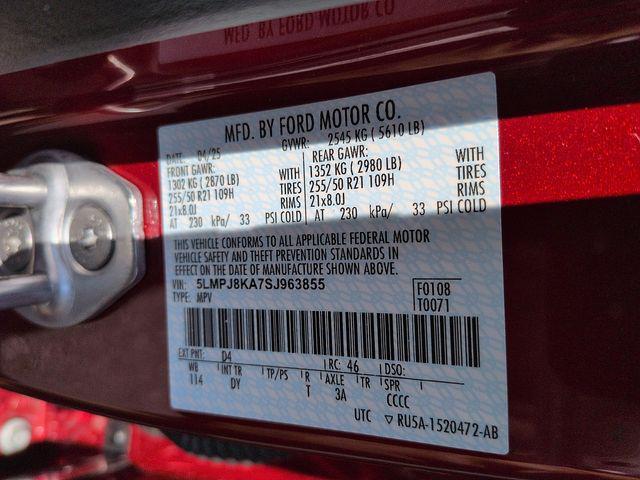 MFD. BY FORD MOTOR CO
MFD. BY FORD MOTOR CO.
DATE: 04/25 GVWR: 2545 KG ( 5610 LB)
FRONT GAWR: REAR GAWR:
1302 KG ( 2870 LB) WITH 1352 KG ( 2980 LB) WITH
255/50 R21 109H TIRES 255/50 R21 109H TIRES
21x8.0J RIMS 21x8.0J RIMS
AT 230 kPa/ 33 PSI COLD AT 230 kPa/ 33 PSI COLD
THIS VEHICLE CONFORMS TO ALL APPLICABLE FEDERAL MOTOR
VEHICLE SAFETY AND THEFT PREVENTION STANDARDS IN
EFFECT ON THE DATE OF MANUFACTURE SHOWN ABOVE.
VIN: 5LMPJ8KA7SJ963855 F0108
TYPE: MPV T0071
EXT PNT: D4 RC: 46 DSO:
WB INT TR TP/PS R AXLE TR SPR
114 DY T 3A CCCC
UTC ▽ RU5A-1520472-AB